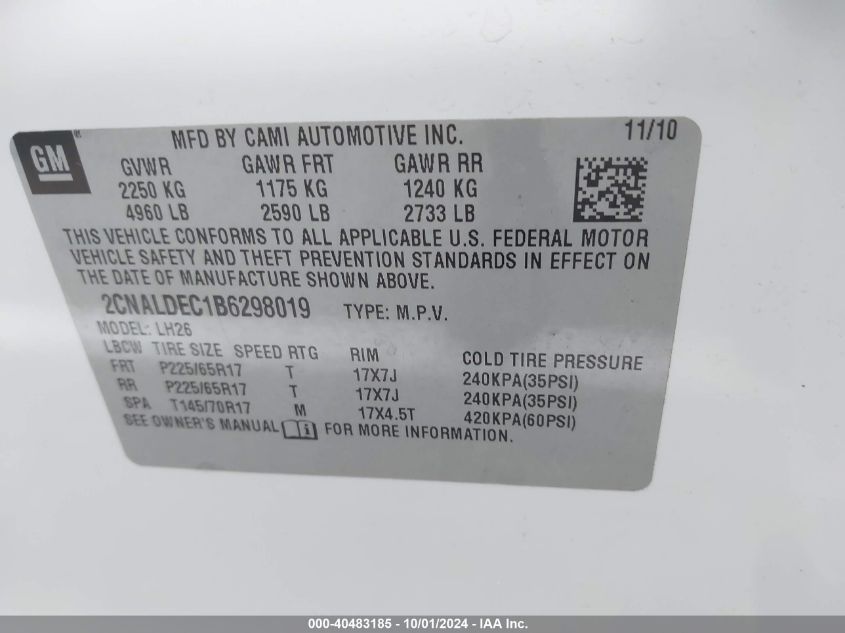 GM®
MFD BY CAMI AUTOMOTIVE INC. 11/10
GVWR GAWR FRT GAWR RR
2250 KG 1175 KG 1240 KG
4960 LB 2590 LB 2733 LB
THIS VEHICLE CONFORMS TO ALL APPLICABLE U.S. FEDERAL MOTOR
VEHICLE SAFETY AND THEFT PREVENTION STANDARDS IN EFFECT ON
THE DATE OF MANUFACTURE SHOWN ABOVE.
2CNALDEC1B6298019 TYPE: M.P.V.
MODEL: LH26
LBCW TIRE SIZE SPEED RTG RIM COLD TIRE PRESSURE
FRT P225/65R17 T 17X7J 240KPA(35PSI)
RR P225/65R17 T 17X7J 240KPA(35PSI)
SPA T145/70R17 M 17X4.5T 420KPA(60PSI)
SEE OWNER'S MANUAL i FOR MORE INFORMATION.
000-40483185 - 10/01/2024 - IAA Inc.